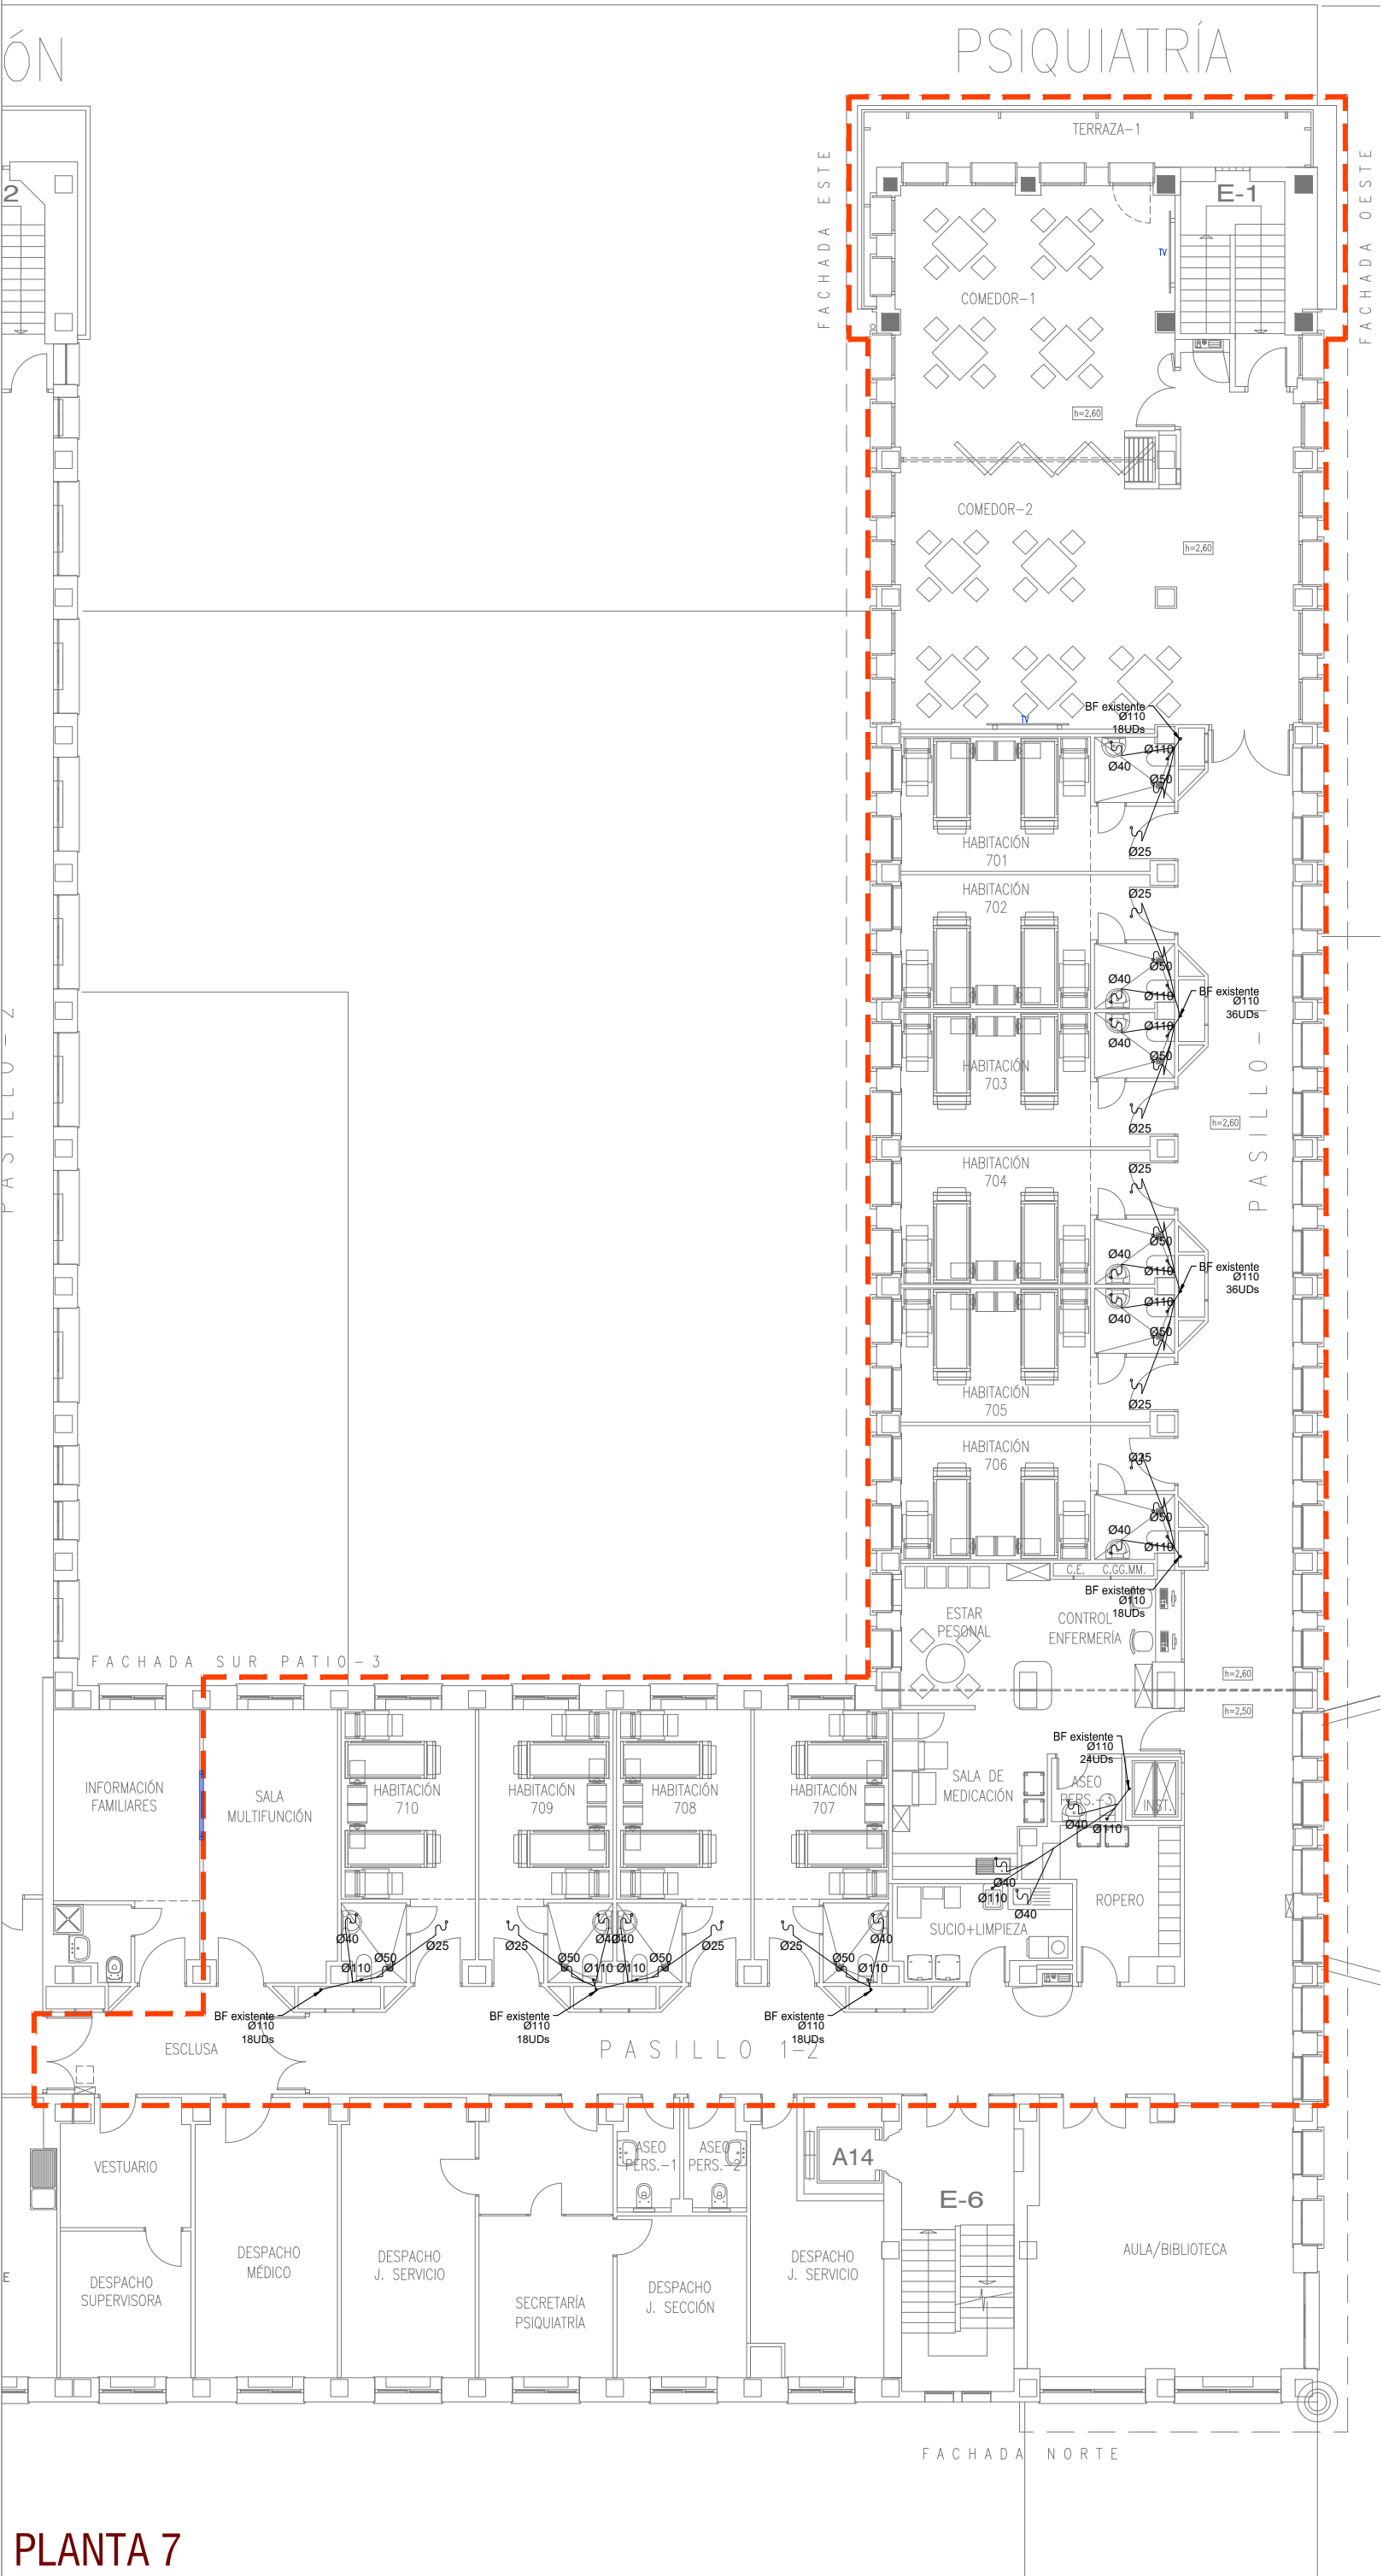 ÓN
PSIQUIATRÍA
TERRAZA-1
FACHADA ESTE
FACHADA OESTE
2
E-1
TV
COMEDOR-1
h=2,60
COMEDOR-2
h=2,60
BF existente
Ø110
18UDs
TV
Ø110
Ø40
Ø50
HABITACIÓN
701
Ø25
HABITACIÓN
702
Ø25
Ø50
Ø40
Ø110
BF existente
Ø110
36UDs
Ø110
Ø40
Ø50
HABITACIÓN
703
Ø25
PASILLO-1
h=2,60
PASILLO-2
HABITACIÓN
704
Ø25
Ø50
Ø40
Ø110
BF existente
Ø110
36UDs
Ø110
Ø40
Ø50
HABITACIÓN
705
Ø25
HABITACIÓN
706
Ø25
Ø50
Ø40
Ø110
C.E.
C.GG.MM.
BF existente
Ø110
18UDs
ESTAR
PESONAL
CONTROL
ENFERMERÍA
FACHADA SUR PATIO-3
h=2,60
h=2,50
BF existente
Ø110
24UDs
INFORMACIÓN
FAMILIARES
SALA
MULTIFUNCIÓN
HABITACIÓN
710
HABITACIÓN
709
HABITACIÓN
708
HABITACIÓN
707
SALA DE
MEDICACIÓN
ASEO
PERS.-3
INST.
Ø40
Ø110
Ø40
Ø110
Ø40
ROPERO
SUCIO+LIMPIEZA
Ø40
Ø50
Ø110
Ø25
Ø25
Ø40
Ø50
Ø110
Ø40
Ø50
Ø110
Ø25
Ø25
Ø40
Ø50
Ø110
BF existente
Ø110
18UDs
BF existente
Ø110
18UDs
BF existente
Ø110
18UDs
ESCLUSA
PASILLO 1-2
VESTUARIO
ASEO
PERS.-1
ASEO
PERS.-2
A14
E-6
DESPACHO
SUPERVISORA
DESPACHO
MÉDICO
DESPACHO
J. SERVICIO
SECRETARÍA
PSIQUIATRÍA
DESPACHO
J. SECCIÓN
DESPACHO
J. SERVICIO
AULA/BIBLIOTECA
E
FACHADA NORTE
PLANTA 7